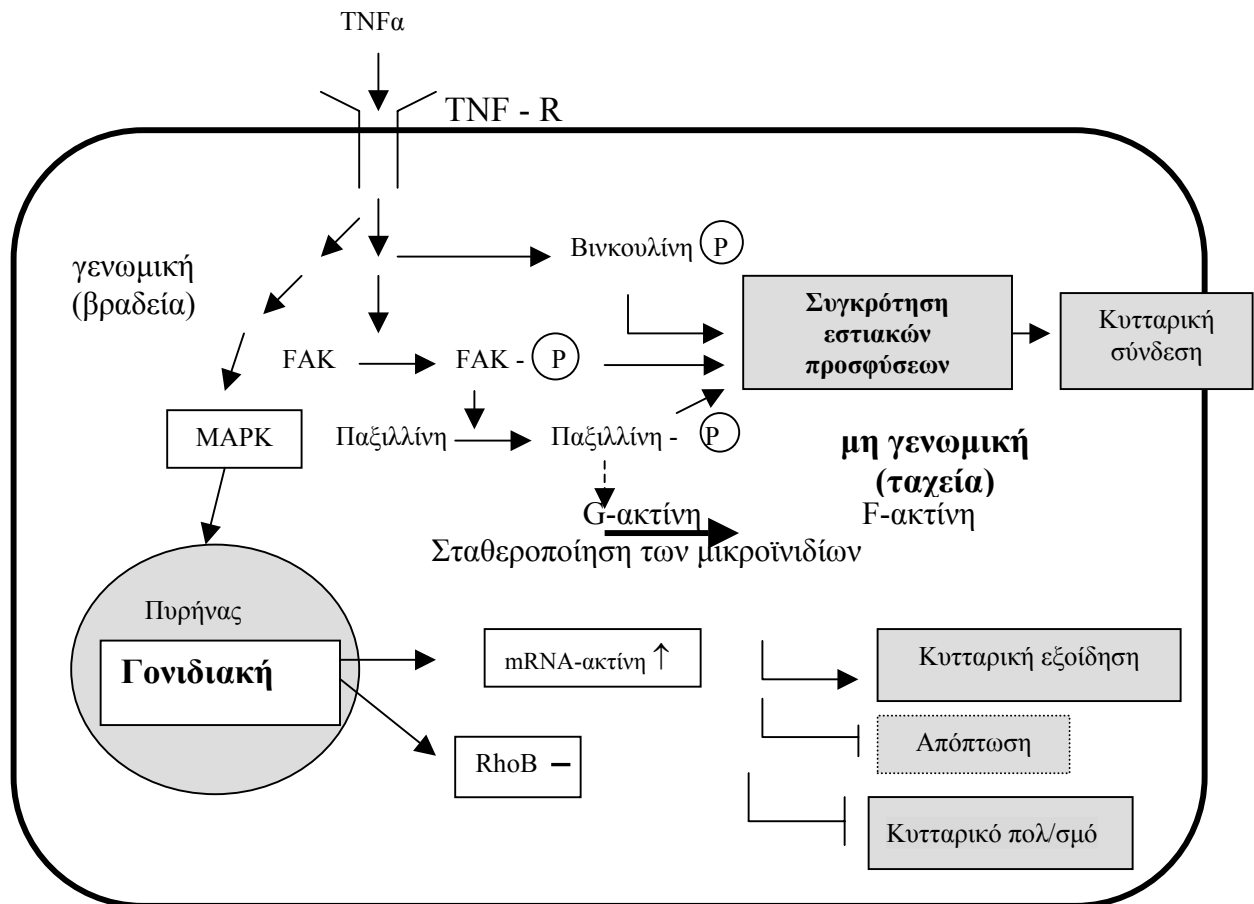 TNFα
TNF - R
γενωμική
(βραδεία)
Βινκουλίνη P
Συγκρότηση
εστιακών
προσφύσεων
Κυτταρική
σύνδεση
FAK
FAK - P
MAPK
Παξιλλίνη
Παξιλλίνη - P
μη γενωμική
(ταχεία)
G-ακτίνη
F-ακτίνη
Σταθεροποίηση των μικροϊνιδίων
Πυρήνας
Γονιδιακή
mRNA-ακτίνη ↑
Κυτταρική εξοίδηση
Απόπτωση
RhoB –
Κυτταρικό πολ/σμό